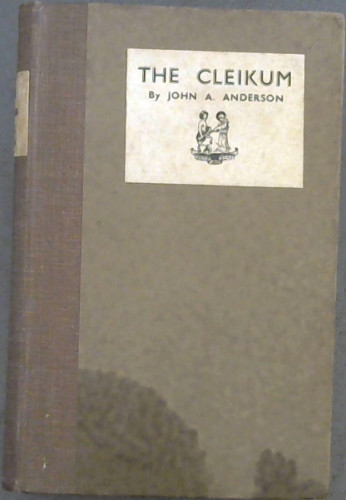 THE CLEIKUM
By JOHN A. ANDERSON